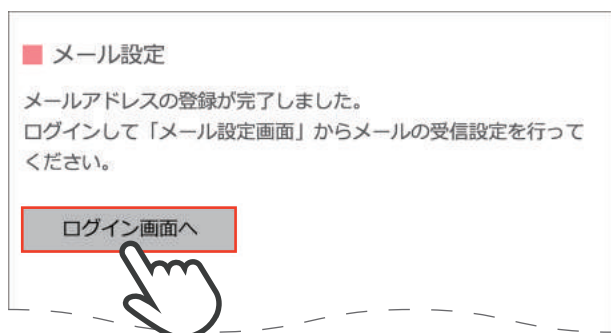 メール設定
メールアドレスの登録が完了しました。
ログインして「メール設定画面」からメールの受信設定を行って
ください。
ログイン画面へ